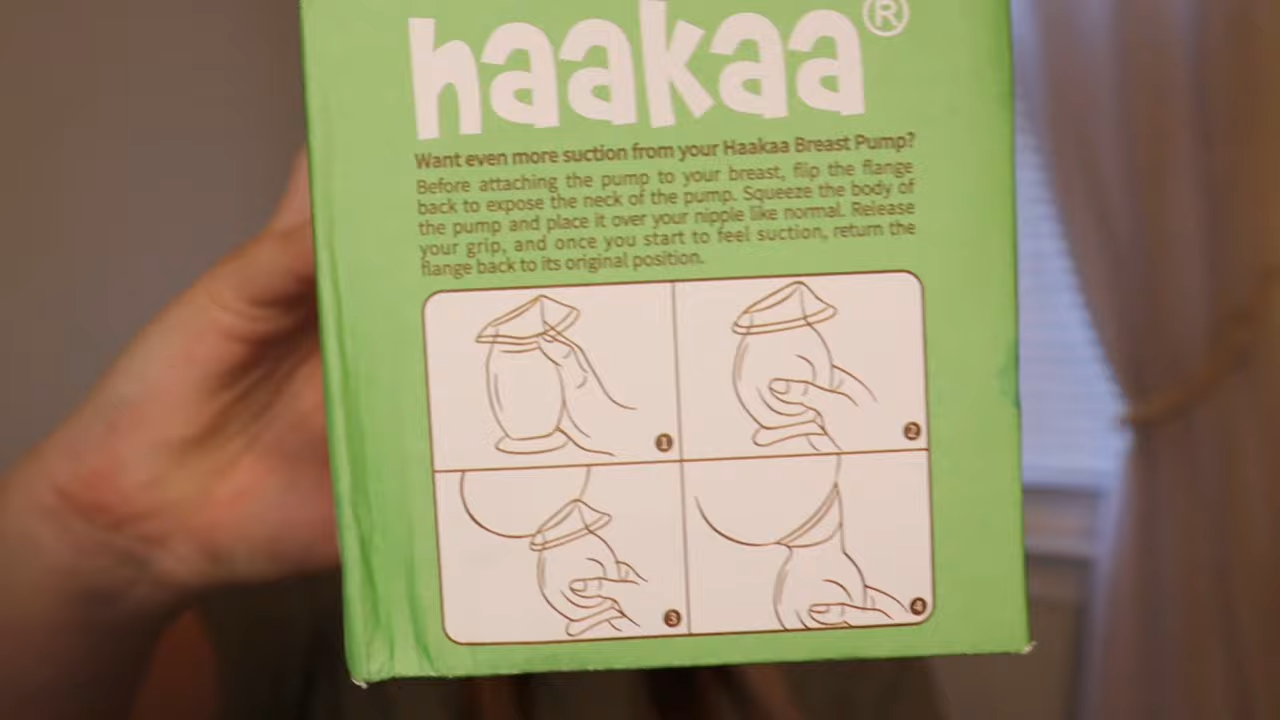 haakaa®
Want even more suction from your Haakaa Breast Pump?
Before attaching the pump to your breast, flip the flange
back to expose the neck of the pump. Squeeze the body of
the pump and place it over your nipple like normal. Release
your grip, and once you start to feel suction, return the
flange back to its original position.
1
2
3
4